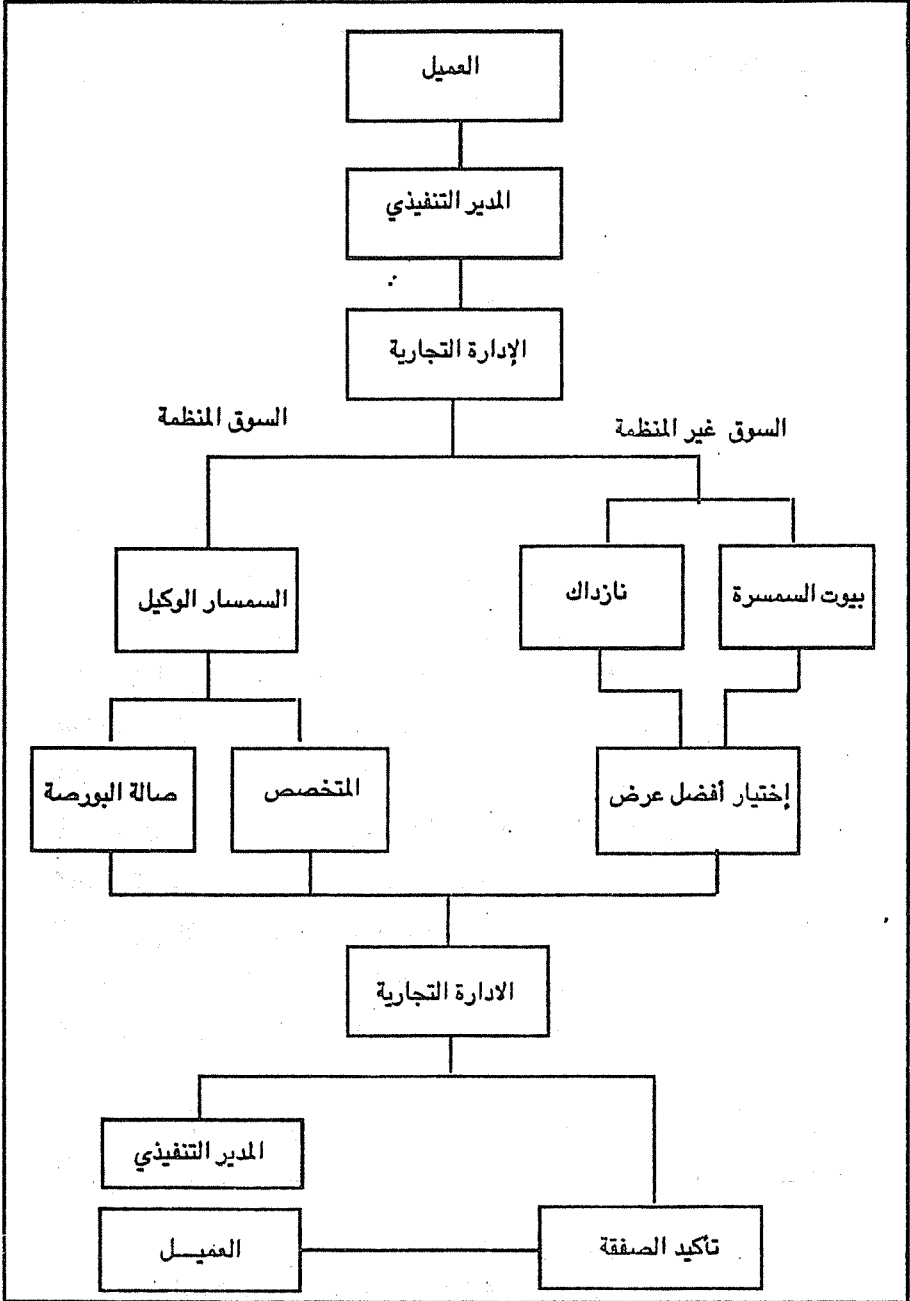 العميل
المدير التنفيذي
الإدارة التجارية
السوق غير المنظمة
السوق المنظمة
بيوت السمسرة
نازداك
السمسار الوكيل
إختيار أفضل عرض
المتخصص
صالة البورصة
الادارة التجارية
المدير التنفيذي
تأكيد الصفقة
العميــل